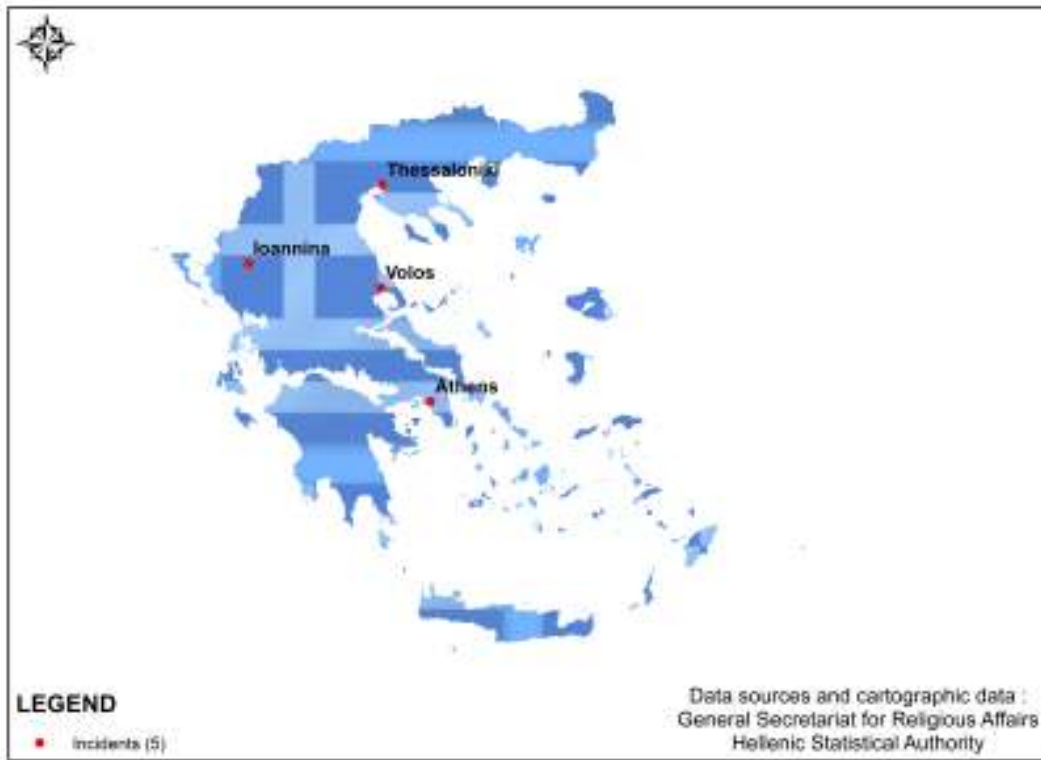 Thessaloniki
Ioannina
Volos
Athens
LEGEND
Incidents (5)
Data sources and cartographic data :
General Secretariat for Religious Affairs
Hellenic Statistical Authority